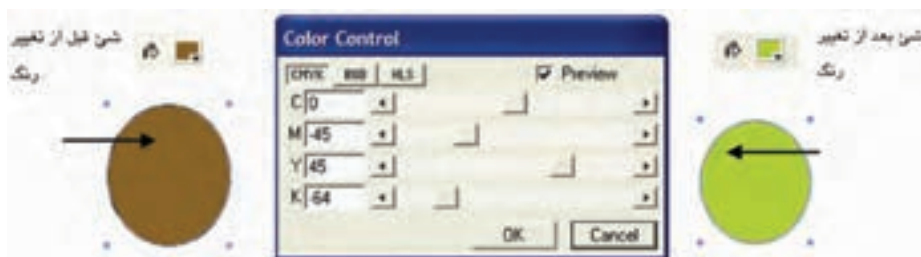 شئ قبل از تغییر
رنگ
Color Control
CMYK RGB HLS
Preview
C 0
M -45
Y 45
K -64
OK Cancel
شئ بعد از تغییر
رنگ